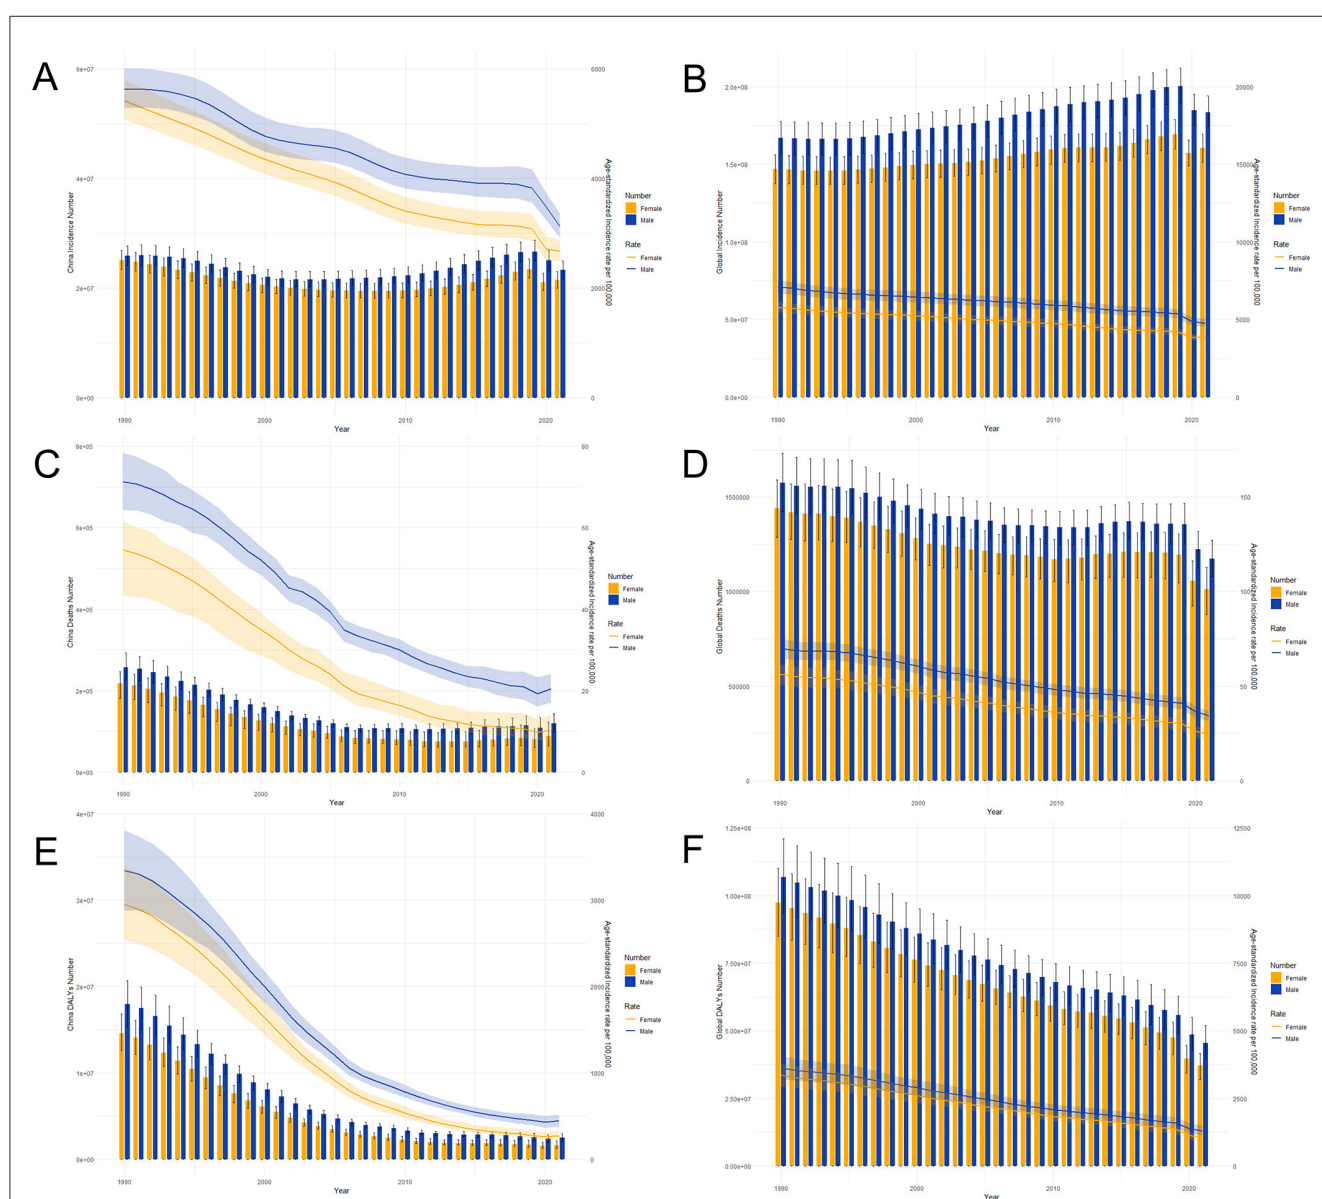 A
China Incidence Number
6e+07
4e+07
2e+07
0e+00
1990
2000
2010
2020
Year
6000
4000
2000
0
Age-standardized Incidence rate per 100,000
Number
Female
Male
Rate
Female
Male
B
Global Incidence Number
2.0e+08
1.5e+08
1.0e+08
5.0e+07
0.0e+00
1990
2000
2010
2020
Year
20000
15000
10000
5000
0
Age-standardized Incidence rate per 100,000
Number
Female
Male
Rate
Female
Male
C
China Deaths Number
8e+05
6e+05
4e+05
2e+05
0e+00
1990
2000
2010
2020
Year
80
60
40
20
0
Age-standardized Incidence rate per 100,000
Number
Female
Male
Rate
Female
Male
D
Global Deaths Number
1500000
1000000
500000
0
1990
2000
2010
2020
Year
150
100
50
0
Age-standardized Incidence rate per 100,000
Number
Female
Male
Rate
Female
Male
E
China DALYs Number
4e+07
3e+07
2e+07
1e+07
0e+00
1990
2000
2010
2020
Year
4000
3000
2000
1000
0
Age-standardized Incidence rate per 100,000
Number
Female
Male
Rate
Female
Male
F
Global DALYs Number
1.25e+08
1.00e+08
7.50e+07
5.00e+07
2.50e+07
0.00e+00
1990
2000
2010
2020
Year
12500
10000
7500
5000
2500
0
Age-standardized Incidence rate per 100,000
Number
Female
Male
Rate
Female
Male